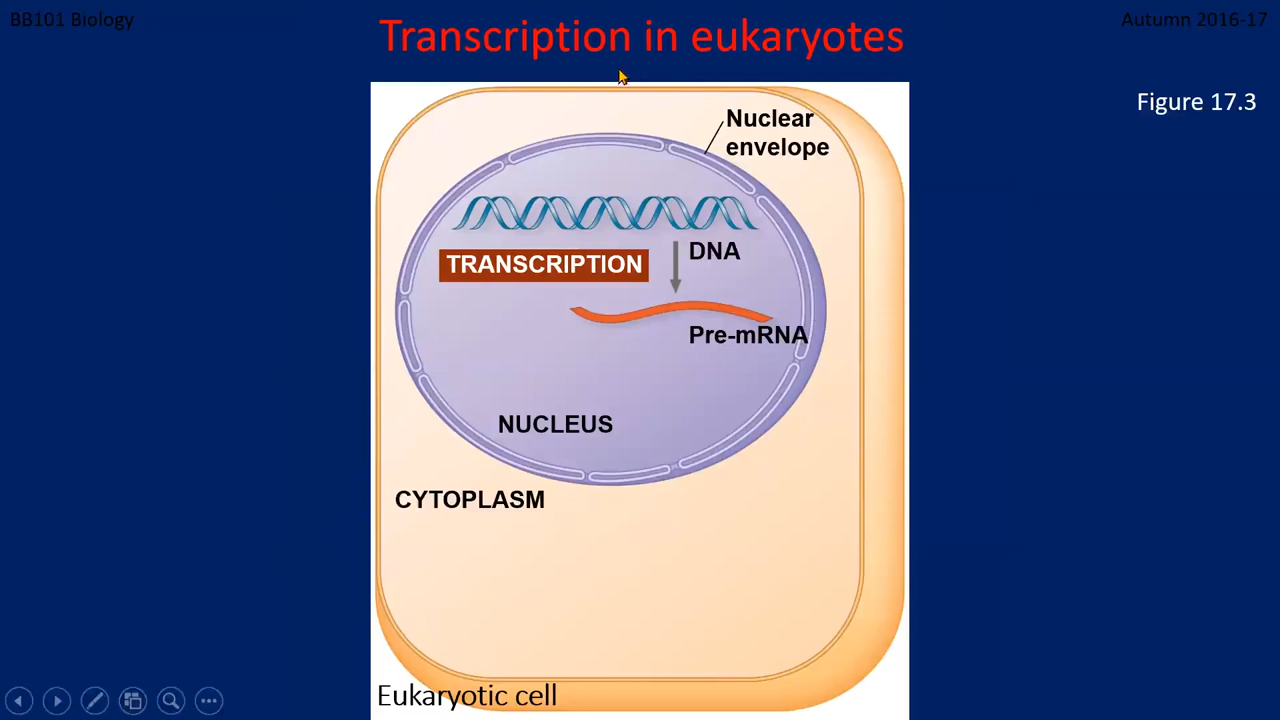 BB101 Biology
Transcription in eukaryotes
Autumn 2016-17
Figure 17.3
Nuclear
envelope
DNA
TRANSCRIPTION
Pre-mRNA
NUCLEUS
CYTOPLASM
Eukaryotic cell